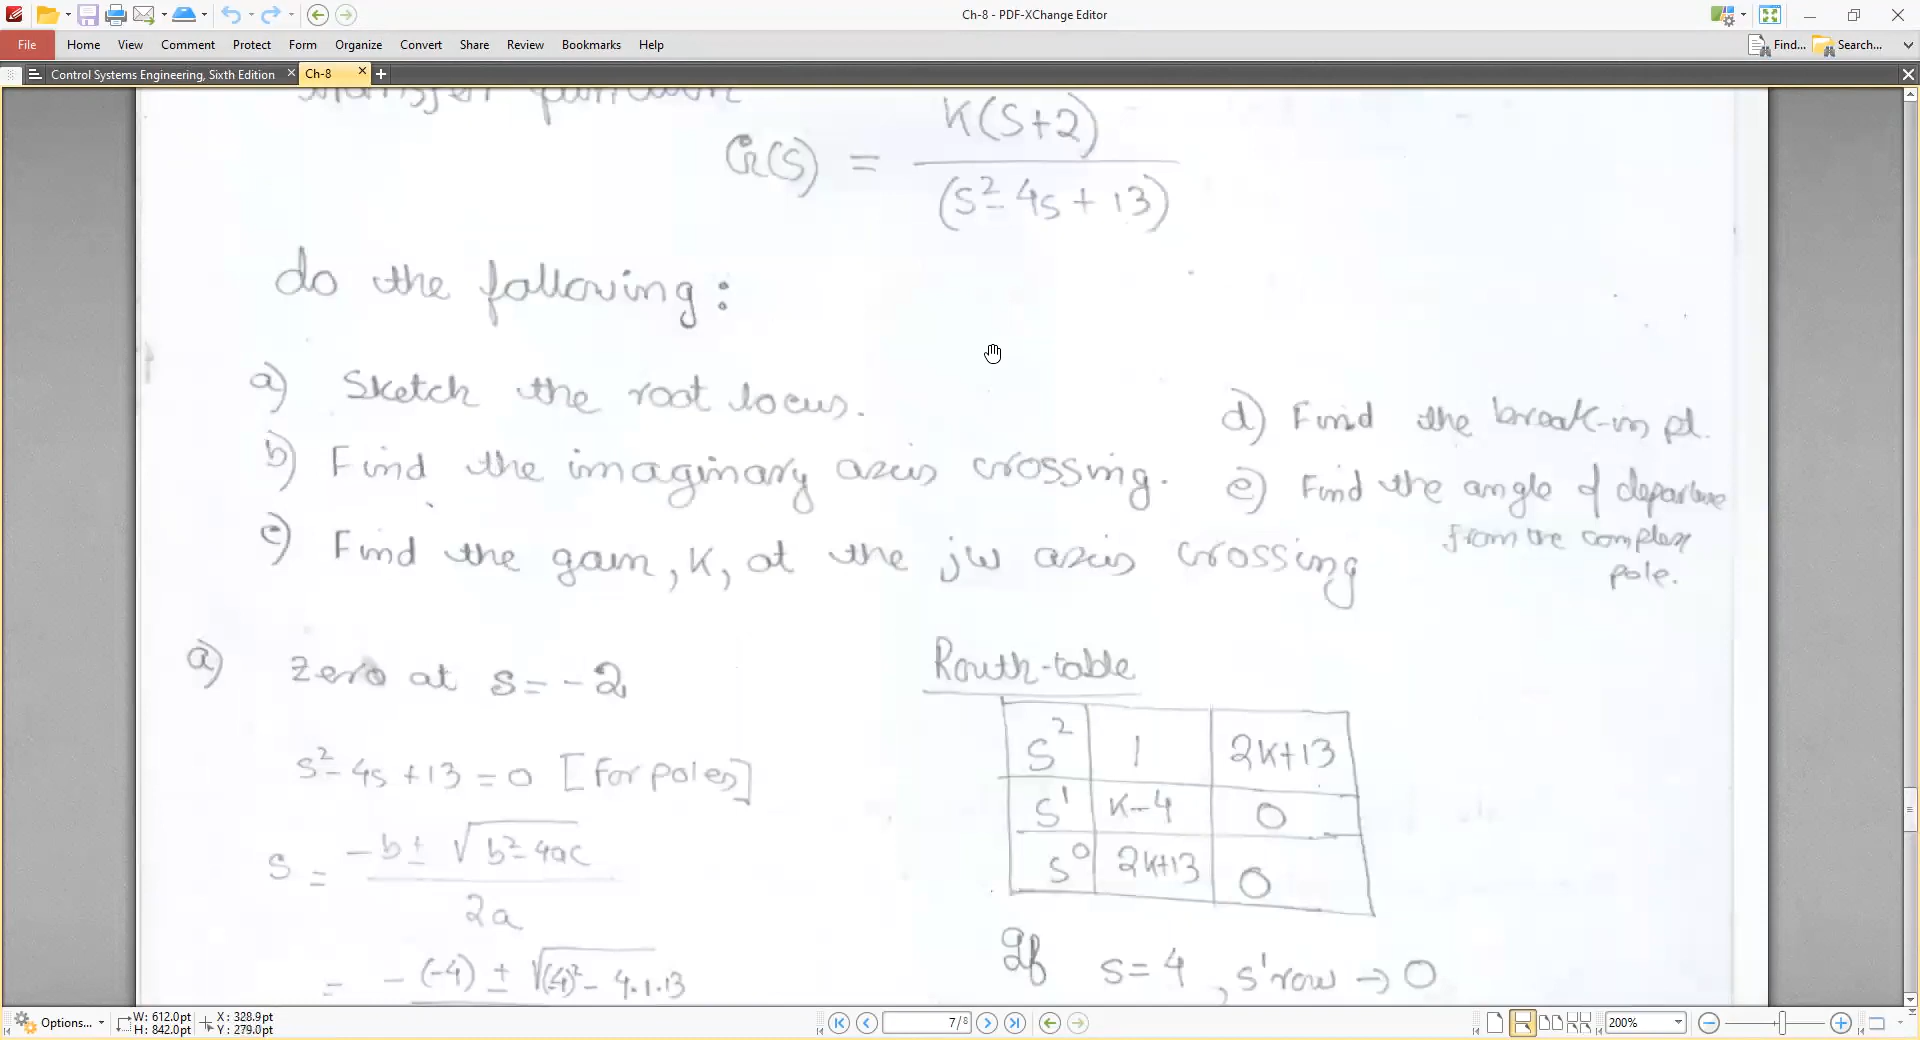 Ch-8 - PDF-XChange Editor
File Home View Comment Protect Form Organize Convert Share Review Bookmarks Help
Find... Search...
Control Systems Engineering, Sixth Edition Ch-8
transfer function
G(s) = K(s+2) / (s² - 4s + 13)
do the following:
a) Sketch the root locus.
b) Find the imaginary axis crossing.
c) Find the gain, K, at the jω axis crossing
d) Find the break-in pt.
e) Find the angle of departure
from the complex
pole.
a) Zero at s = -2
s² - 4s + 13 = 0 [For poles]
s = -b ± √b² - 4ac / 2a
= -(-4) ± √(-4)² - 4.1.13
Routh-table
s² 1 2K+13
s¹ K-4 0
s⁰ 2K+13 0
If s = 4, s¹ row → 0
Options... W: 612.0pt H: 842.0pt X: 328.9pt Y: 279.0pt
7/8
200%